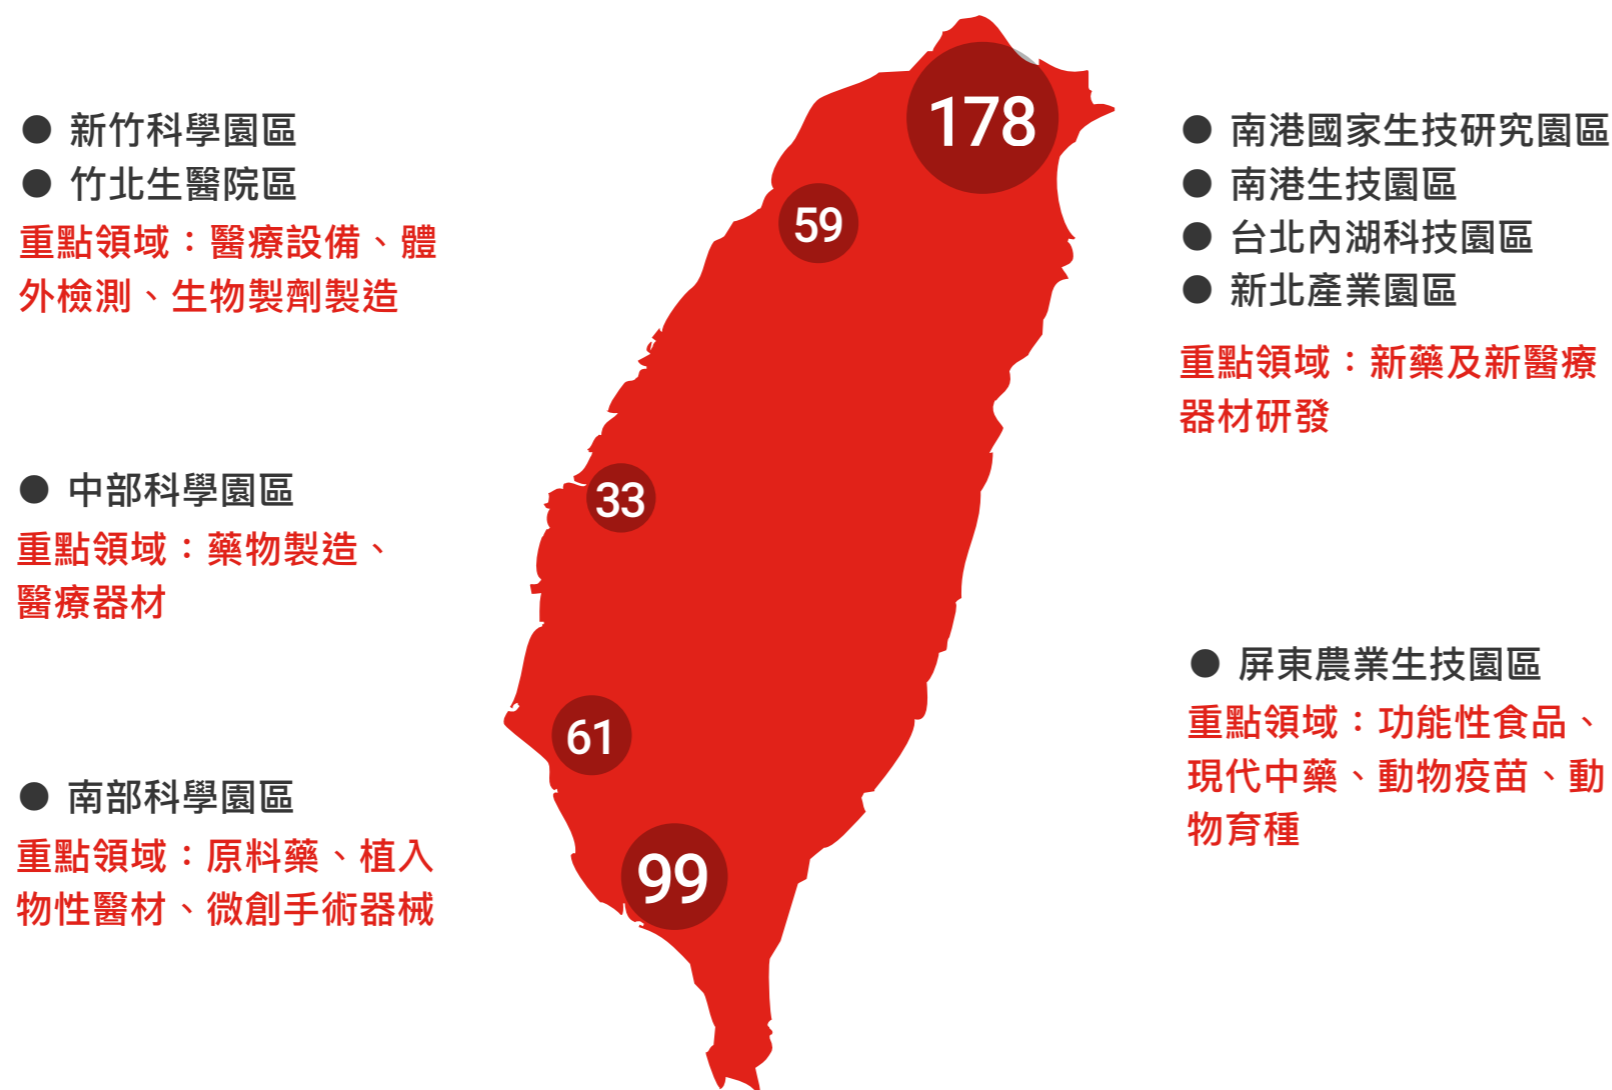 ● 新竹科學園區
● 竹北生醫院區
重點領域：醫療設備、體
外檢測、生物製劑製造
● 中部科學園區
重點領域：藥物製造、
醫療器材
● 南部科學園區
重點領域：原料藥、植入
物性醫材、微創手術器械
178
59
33
61
99
● 南港國家生技研究園區
● 南港生技園區
● 台北內湖科技園區
● 新北產業園區
重點領域：新藥及新醫療
器材研發
● 屏東農業生技園區
重點領域：功能性食品、
現代中藥、動物疫苗、動
物育種